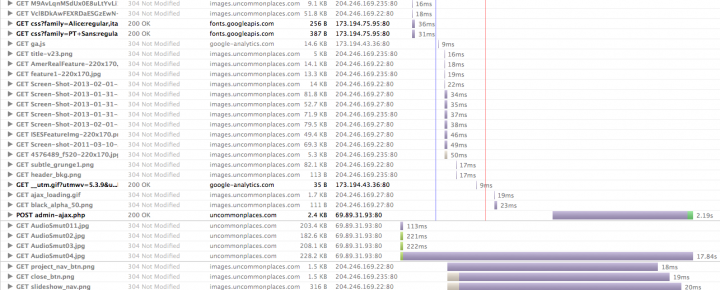 GET M9AvLqnMSdUx0E8uLtYvLl 304 Not Modified images.uncommonplaces.com 9.1 KB 204.246.169.235:80 16ms
GET VclBDkAwFEXRDaESCzewN- 304 Not Modified images.uncommonplaces.com 51.8 KB 204.246.169.27:80 18ms
GET css?family=Alice:regular,ita 200 OK fonts.googleapis.com 256 B 173.194.75.95:80 36ms
GET css?family=PT+Sans:regula 200 OK fonts.googleapis.com 387 B 173.194.75.95:80 31ms
GET ga.js 304 Not Modified google-analytics.com 14.6 KB 173.194.43.36:80 9ms
GET title-v23.png 304 Not Modified images.uncommonplaces.com 5.4 KB 204.246.169.27:80 16ms
GET AmerRealFeature-220x170. 304 Not Modified images.uncommonplaces.com 14.1 KB 204.246.169.22:80 18ms
GET feature1-220x170.jpg 304 Not Modified images.uncommonplaces.com 13.3 KB 204.246.169.235:80 19ms
GET Screen-Shot-2013-02-01- 304 Not Modified images.uncommonplaces.com 14 KB 204.246.169.27:80 22ms
GET Screen-Shot-2013-01-31- 304 Not Modified images.uncommonplaces.com 81.8 KB 204.246.169.27:80 34ms
GET Screen-Shot-2013-01-31- 304 Not Modified images.uncommonplaces.com 52.7 KB 204.246.169.27:80 35ms
GET Screen-Shot-2013-01-31- 304 Not Modified images.uncommonplaces.com 71.9 KB 204.246.169.235:80 37ms
GET Screen-Shot-2013-01-31- 304 Not Modified images.uncommonplaces.com 79.5 KB 204.246.169.27:80 38ms
GET ISESFeatureImg-220x170.p 304 Not Modified images.uncommonplaces.com 49.4 KB 204.246.169.27:80 46ms
GET Screen-shot-2011-03-10- 304 Not Modified images.uncommonplaces.com 69.3 KB 204.246.169.22:80 49ms
GET 4576489_f520-220x170.jpg 304 Not Modified images.uncommonplaces.com 5.3 KB 204.246.169.235:80 50ms
GET subtle_grunge1.png 304 Not Modified images.uncommonplaces.com 82.1 KB 204.246.169.22:80 17ms
GET header_bkg.png 304 Not Modified images.uncommonplaces.com 113 B 204.246.169.235:80 17ms
GET __utm.gif?utmwv=5.3.9&u.. 200 OK google-analytics.com 35 B 173.194.43.36:80 9ms
GET ajax_loading.gif 304 Not Modified images.uncommonplaces.com 1.7 KB 204.246.169.27:80 19ms
GET black_alpha_50.png 304 Not Modified images.uncommonplaces.com 111 B 204.246.169.27:80 23ms
POST admin-ajax.php 200 OK uncommonplaces.com 2.4 KB 69.89.31.93:80 2.19s
GET AudioSmut011.jpg 304 Not Modified uncommonplaces.com 203.4 KB 69.89.31.93:80 113ms
GET AudioSmut02.jpg 304 Not Modified uncommonplaces.com 182.6 KB 69.89.31.93:80 221ms
GET AudioSmut03.jpg 304 Not Modified uncommonplaces.com 208.1 KB 69.89.31.93:80 222ms
GET AudioSmut04.jpg 304 Not Modified uncommonplaces.com 228.2 KB 69.89.31.93:80 17.84s
GET project_nav_btn.png 304 Not Modified images.uncommonplaces.com 1.5 KB 204.246.169.22:80 18ms
GET close_btn.png 304 Not Modified images.uncommonplaces.com 1.5 KB 204.246.169.235:80 19ms
GET slideshow_nav.png 304 Not Modified images.uncommonplaces.com 316 B 204.246.169.27:80 20ms